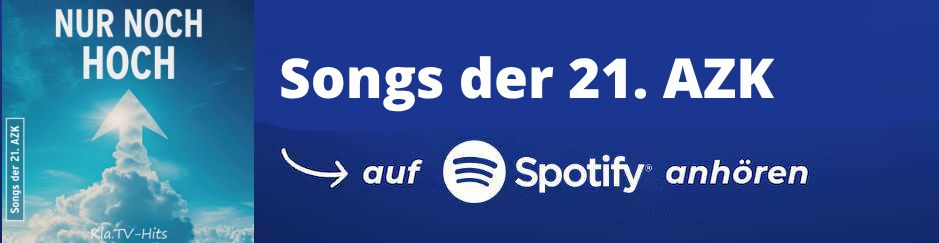 NUR NOCH
HOCH
Songs der 21. AZK
Kla.TV-Hits
Songs der 21. AZK
auf Spotify® anhören